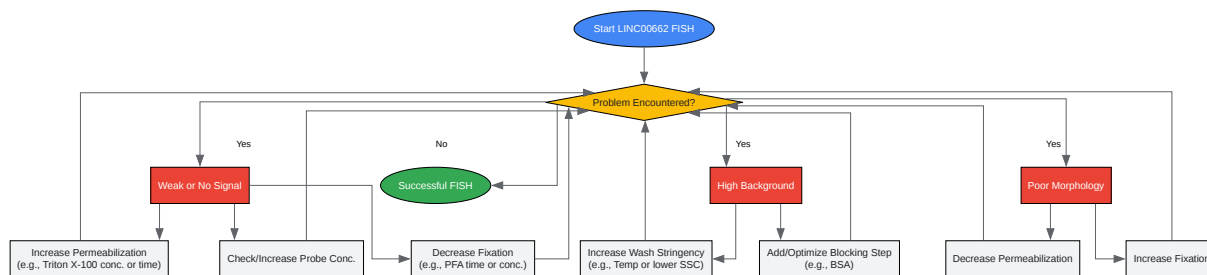 Start LINC00662 FISH
Problem Encountered?
Yes
No
Yes
Yes
Weak or No Signal
Successful FISH
High Background
Poor Morphology
Increase Permeabilization
(e.g., Triton X-100 conc. or time)
Check/Increase Probe Conc.
Decrease Fixation
(e.g., PFA time or conc.)
Increase Wash Stringency
(e.g., Temp or lower SSC)
Add/Optimize Blocking Step
(e.g., BSA)
Decrease Permeabilization
Increase Fixation